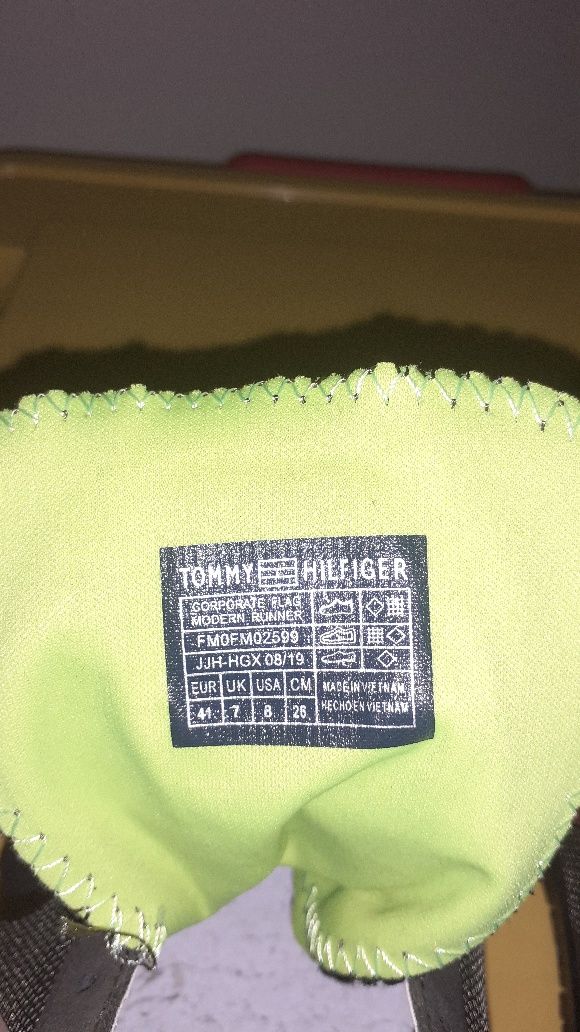 TOMMY HILFIGER
CORPORATE FLAG
MODERN RUNNER
FM0FM02599
JJH-HGX 08/19
EUR UK USA CM
41 7 8 26
MADE IN VIETNAM
HECHO EN VIETNAM